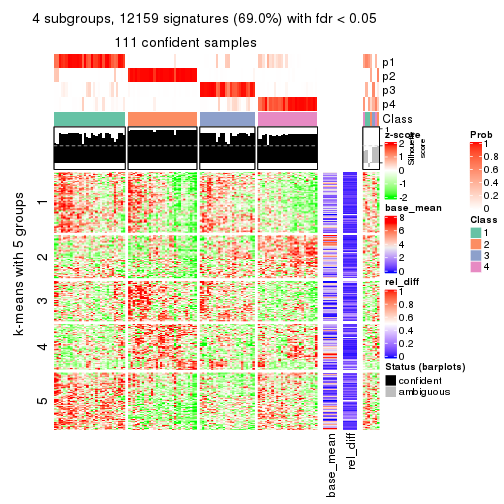 4 subgroups, 12159 signatures (69.0%) with fdr < 0.05
111 confident samples
p1
p2
p3
p4
Class
1
Silhouette
score
k-means with 5 groups
1
2
3
4
5
base_mean
rel_diff
z-score
2
1
0
-1
-2
base_mean
8
6
4
2
0
rel_diff
1
0.8
0.6
0.4
0.2
0
Status (barplots)
confident
ambiguous
Prob
1
0.8
0.6
0.4
0.2
0
Class
1
2
3
4